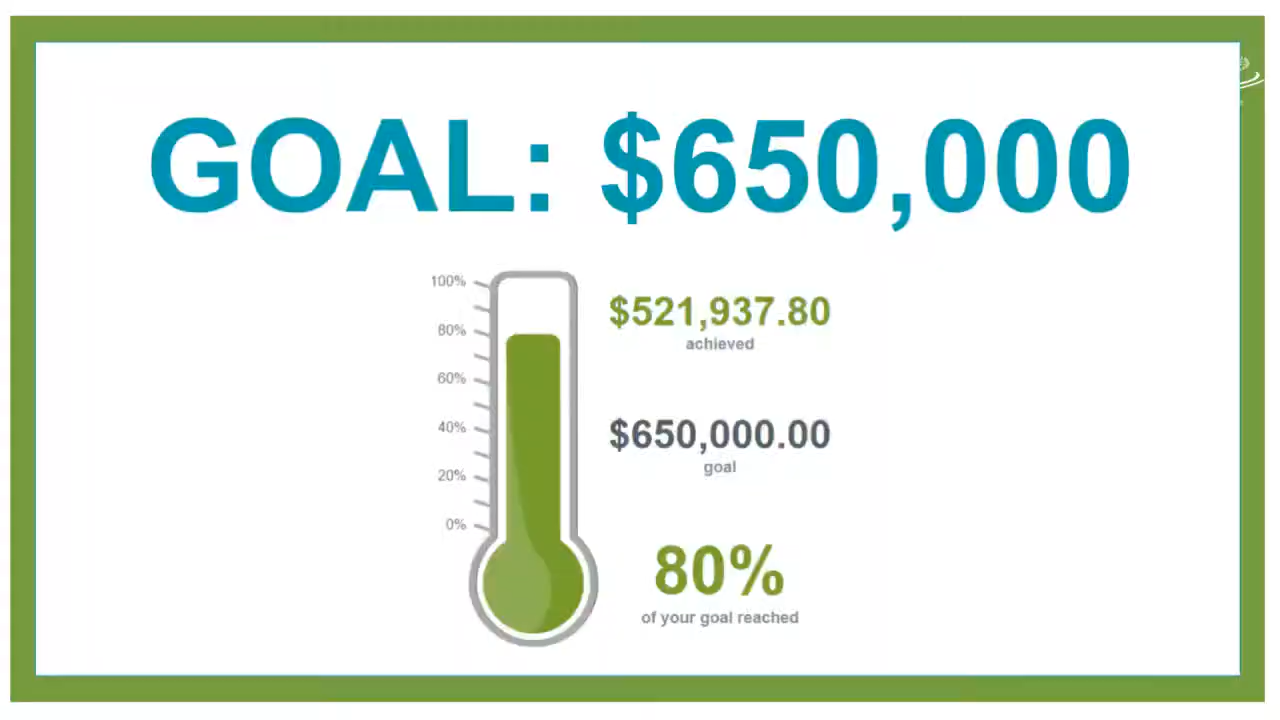 GOAL: $650,000
100%
80%
60%
40%
20%
0%
$521,937.80
achieved
$650,000.00
goal
80%
of your goal reached